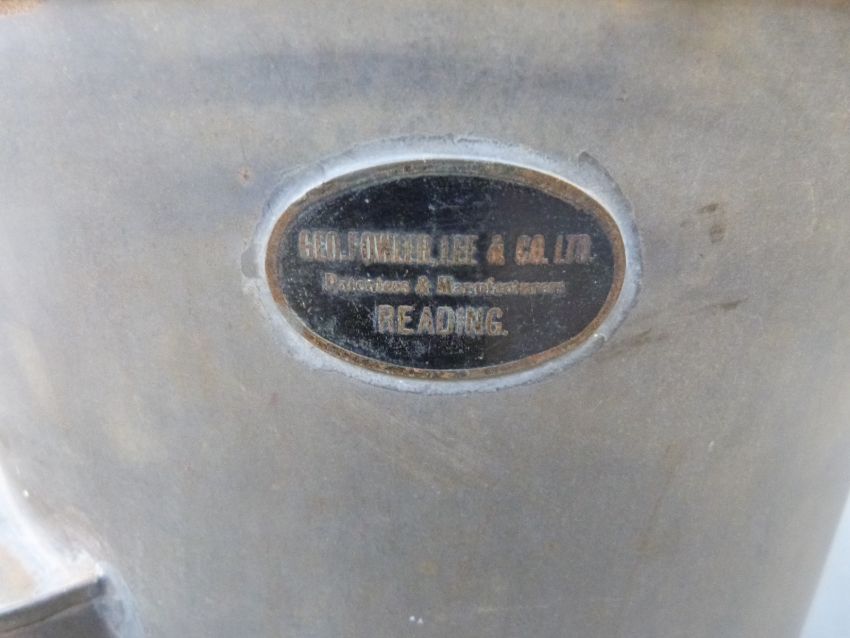 GEO. FOWLER, LEE & CO. LTD.
Patentees & Manufacturers
READING.